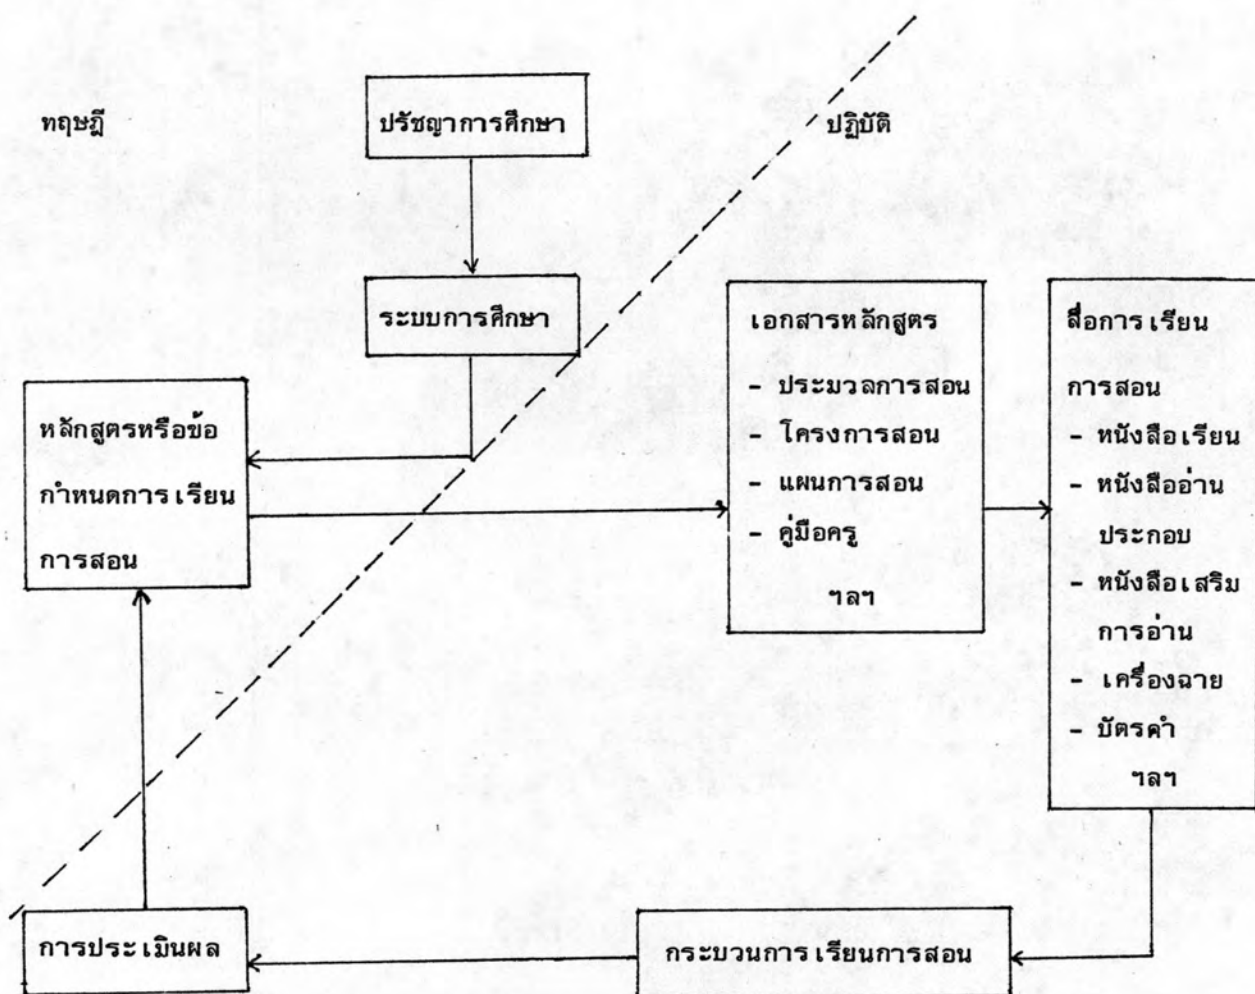 ทฤษฎี
ปรัชญาการศึกษา
ปฏิบัติ
ระบบการศึกษา
หลักสูตรหรือข้อ
กำหนดการเรียน
การสอน
เอกสารหลักสูตร
- ประมวลการสอน
- โครงการสอน
- แผนการสอน
- คู่มือครู
ฯลฯ
สื่อการเรียน
การสอน
- หนังสือเรียน
- หนังสืออ่าน
ประกอบ
- หนังสือเสริม
การอ่าน
- เครื่องฉาย
- บัตรคำ
ฯลฯ
กระบวนการเรียนการสอน
การประเมินผล